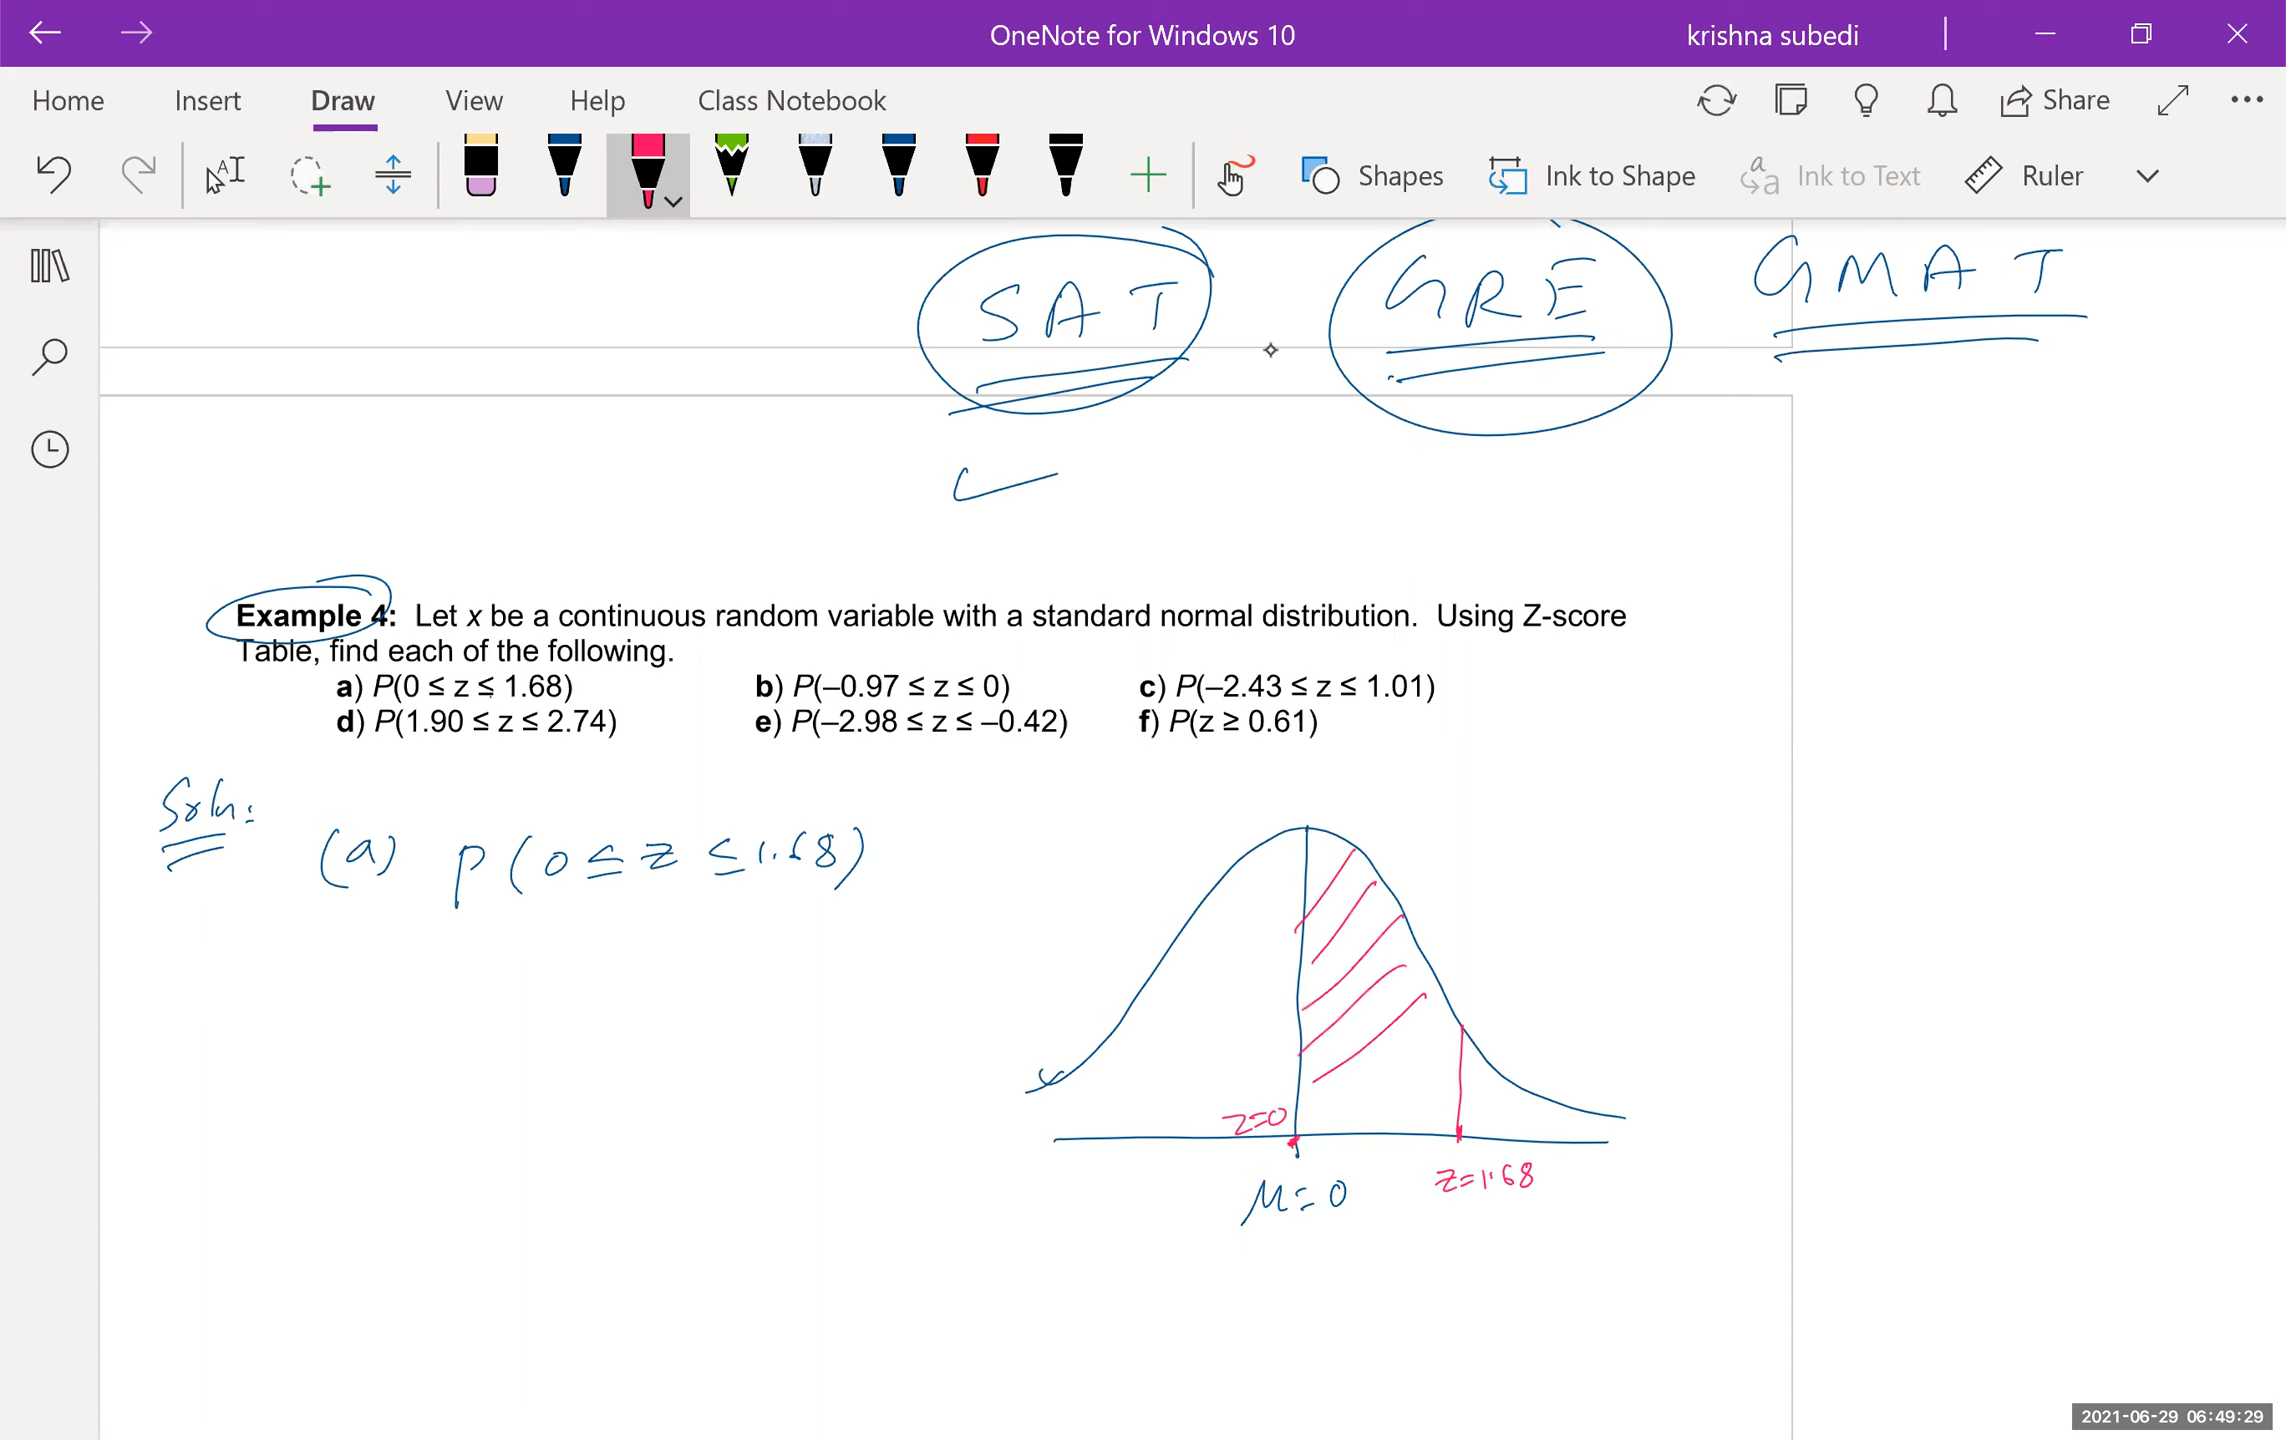 OneNote for Windows 10
krishna subedi
Home Insert Draw View Help Class Notebook
Share
Shapes Ink to Shape Ink to Text Ruler
SAT GRE GMAT
Example 4: Let x be a continuous random variable with a standard normal distribution. Using Z-score
Table, find each of the following.
a) P(0 ≤ z ≤ 1.68) b) P(–0.97 ≤ z ≤ 0) c) P(–2.43 ≤ z ≤ 1.01)
d) P(1.90 ≤ z ≤ 2.74) e) P(–2.98 ≤ z ≤ –0.42) f) P(z ≥ 0.61)
Soln:
(a) P(0 ≤ z ≤ 1.68)
z=0
z=1.68
μ=0
2021-06-29 06:49:29